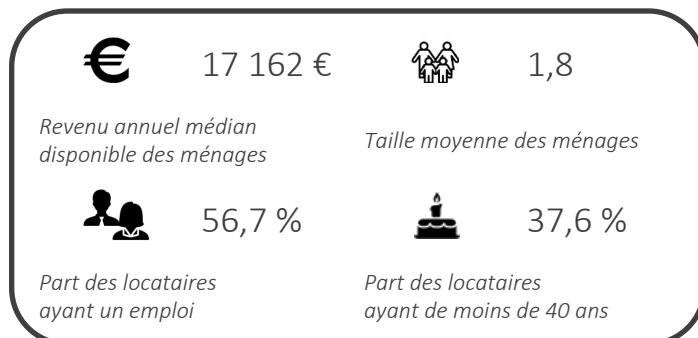 17 162 €
Revenu annuel médian
disponible des ménages
1,8
Taille moyenne des ménages
56,7 %
Part des locataires
ayant un emploi
37,6 %
Part des locataires
ayant de moins de 40 ans